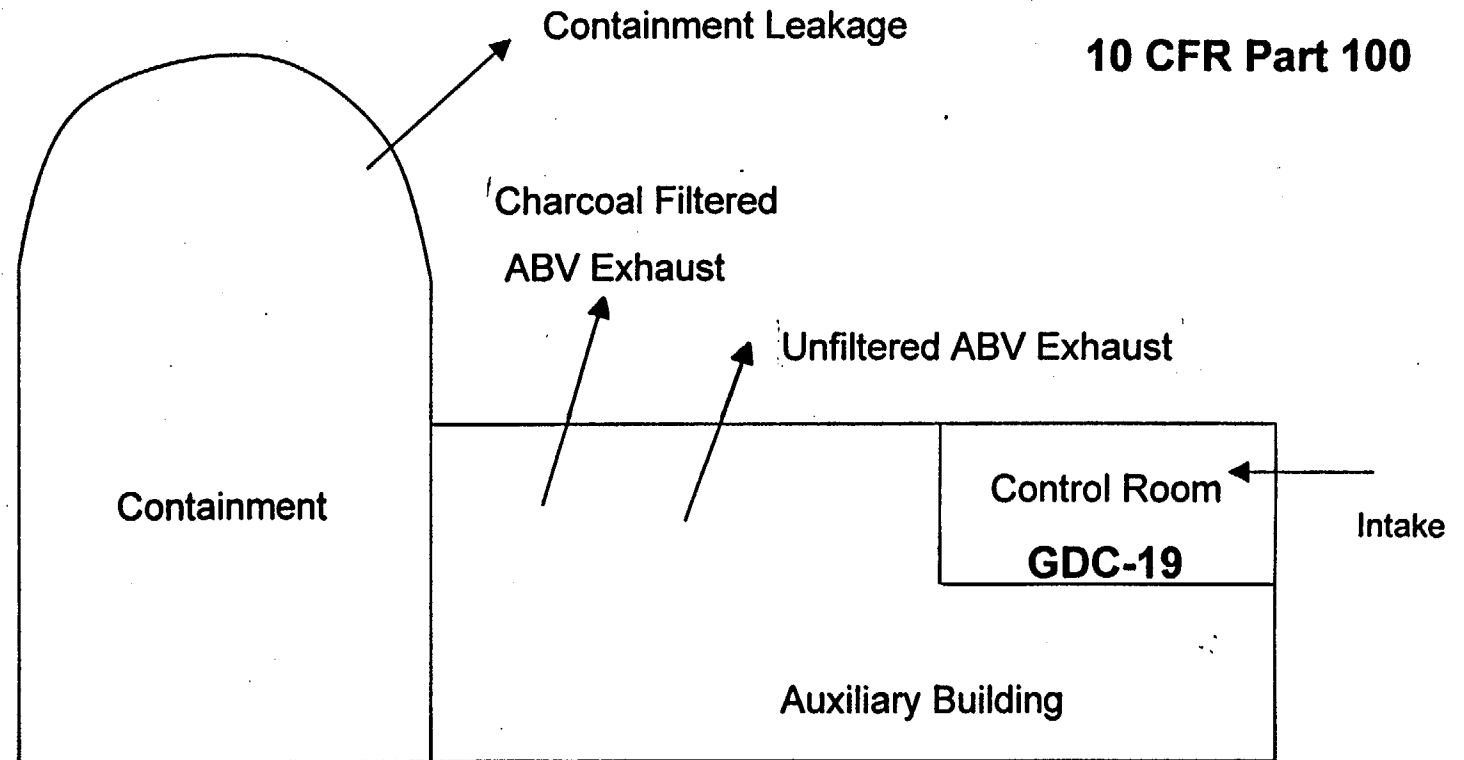 Containment Leakage
10 CFR Part 100
Charcoal Filtered
ABV Exhaust
Unfiltered ABV Exhaust
Containment
Control Room
GDC-19
Intake
Auxiliary Building